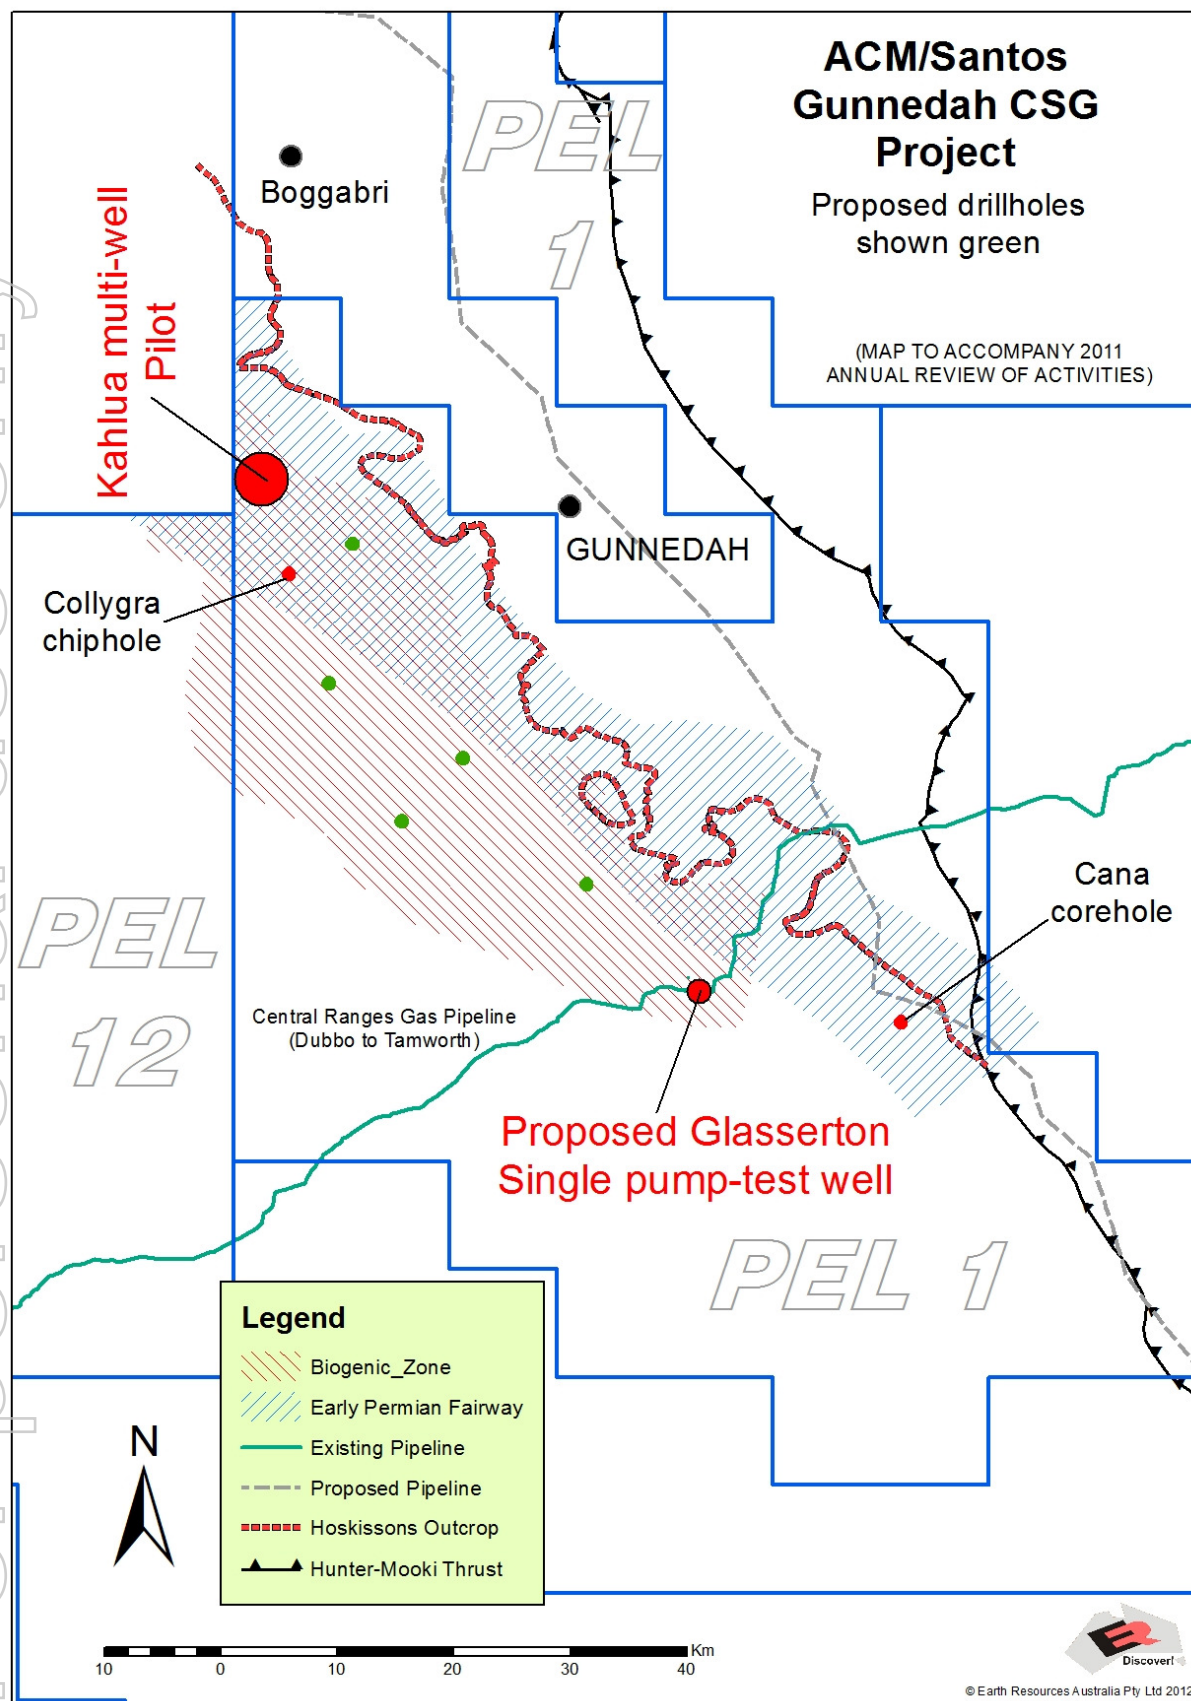 ACM/Santos
Gunnedah CSG
Project
Proposed drillholes
shown green
(MAP TO ACCOMPANY 2011
ANNUAL REVIEW OF ACTIVITIES)
PEL
1
Boggabri
Kahlua multi-well
Pilot
GUNNEDAH
Collygra
chiphole
Cana
corehole
PEL
12
Central Ranges Gas Pipeline
(Dubbo to Tamworth)
Proposed Glasserton
Single pump-test well
PEL 1
Legend
Biogenic_Zone
Early Permian Fairway
Existing Pipeline
Proposed Pipeline
Hoskissons Outcrop
Hunter-Mooki Thrust
N
Km
10 0 10 20 30 40
ER
Discover!
© Earth Resources Australia Pty Ltd 2012